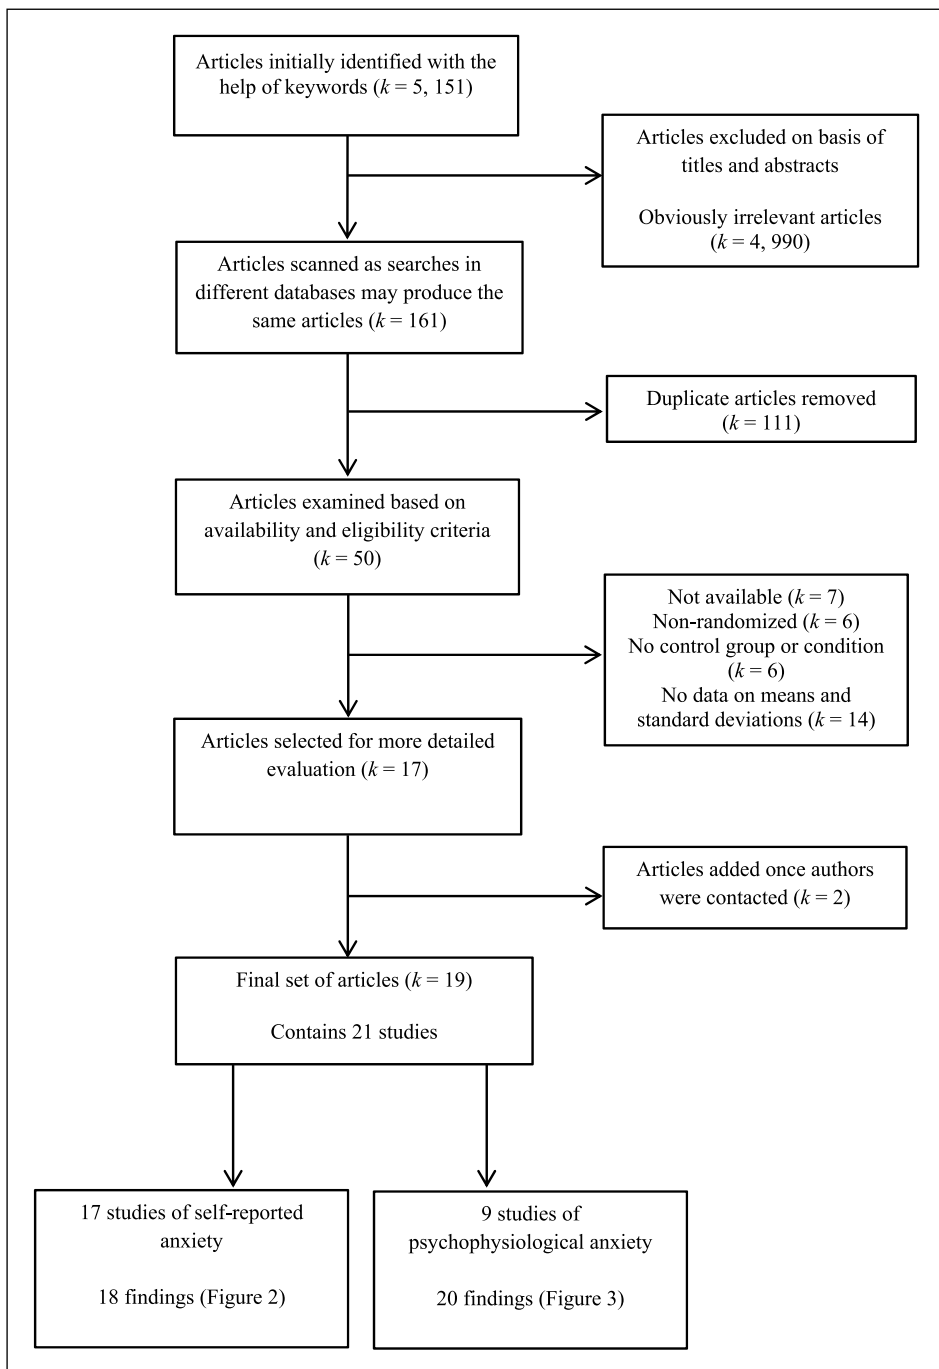 Articles initially identified with the
help of keywords (k = 5, 151)
Articles excluded on basis of
titles and abstracts
Obviously irrelevant articles
(k = 4, 990)
Articles scanned as searches in
different databases may produce the
same articles (k = 161)
Duplicate articles removed
(k = 111)
Articles examined based on
availability and eligibility criteria
(k = 50)
Not available (k = 7)
Non-randomized (k = 6)
No control group or condition
(k = 6)
No data on means and
standard deviations (k = 14)
Articles selected for more detailed
evaluation (k = 17)
Articles added once authors
were contacted (k = 2)
Final set of articles (k = 19)
Contains 21 studies
17 studies of self-reported
anxiety
18 findings (Figure 2)
9 studies of
psychophysiological anxiety
20 findings (Figure 3)